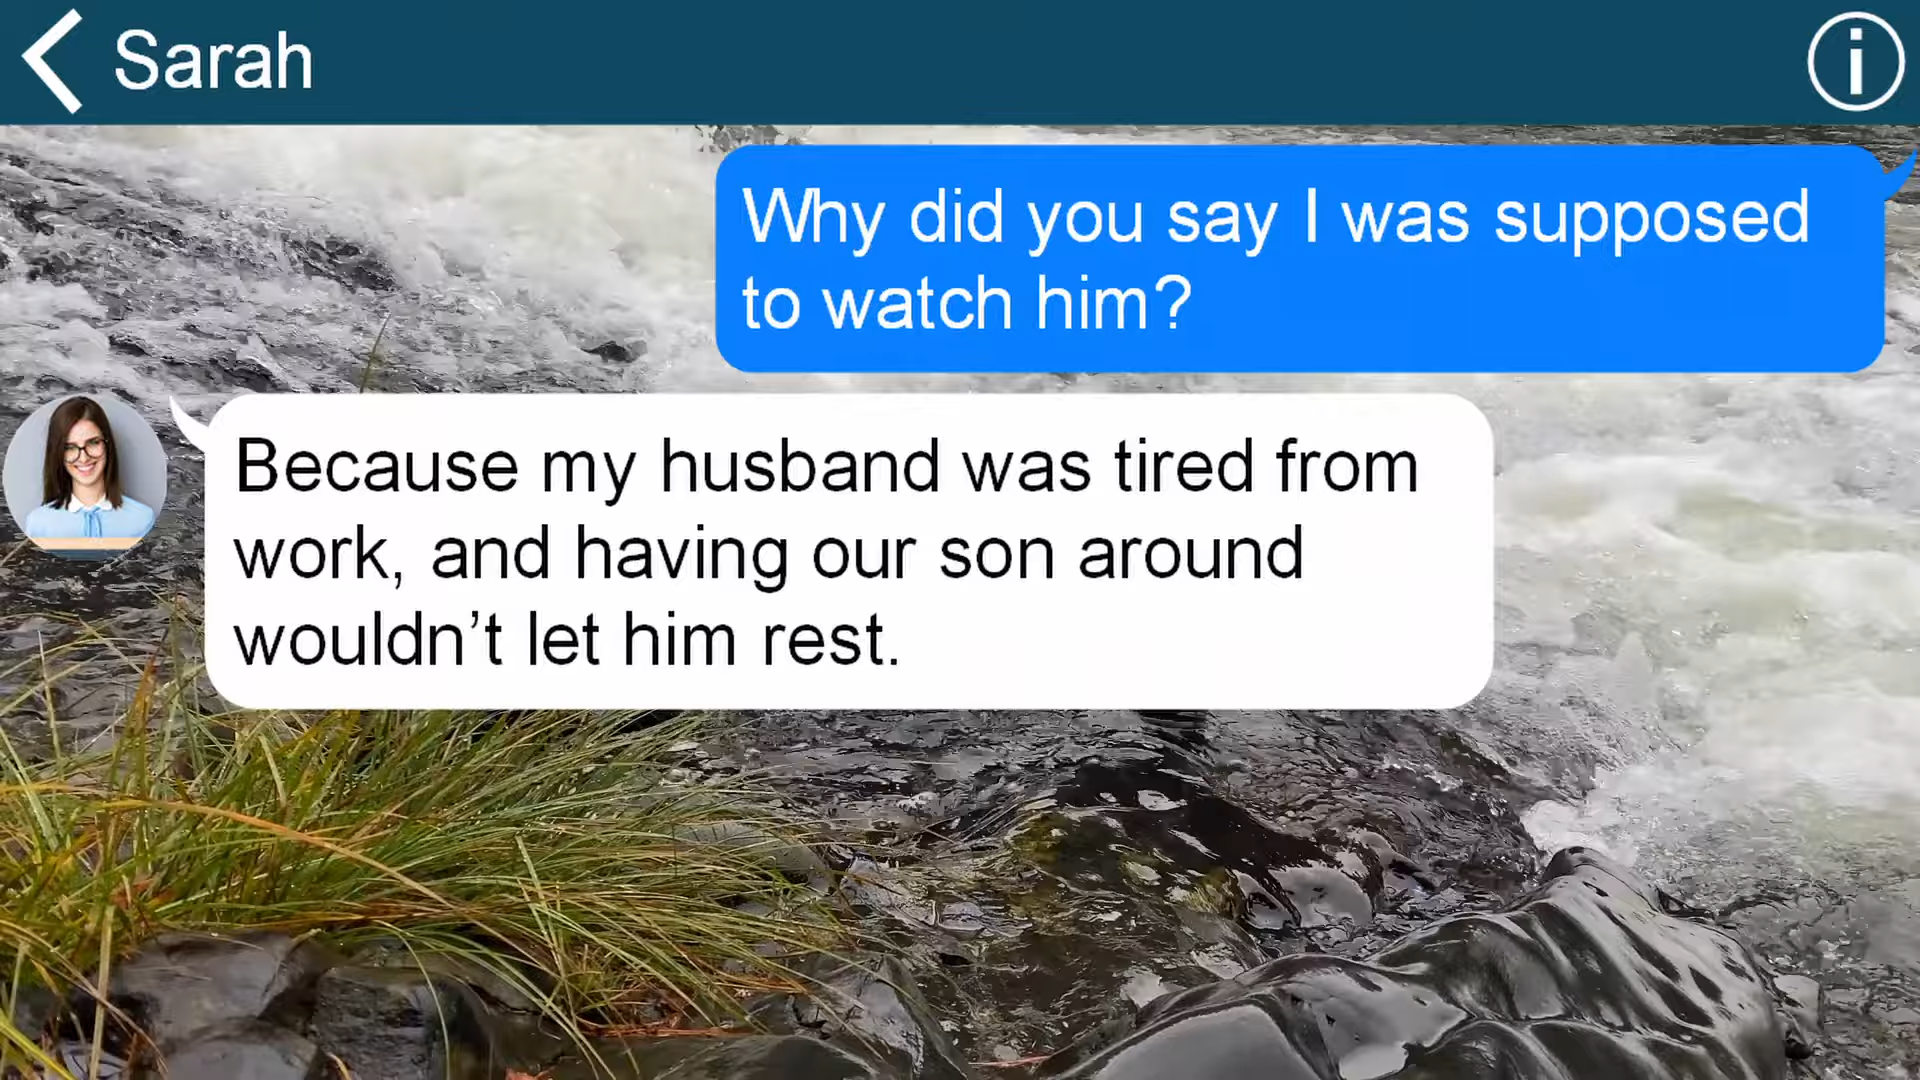 Sarah
Why did you say I was supposed
to watch him?
Because my husband was tired from
work, and having our son around
wouldn’t let him rest.